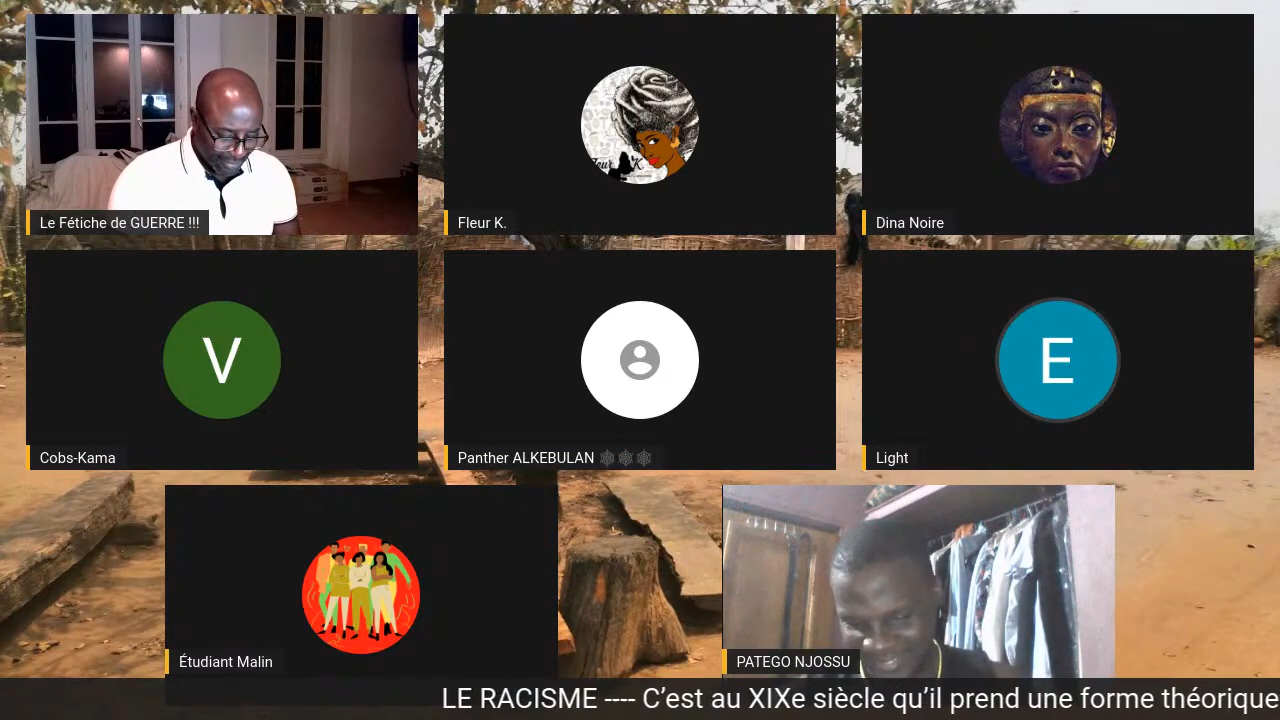 Le Fétiche de GUERRE !!!
Fleur K.
Dina Noire
V
Cobs-Kama
Panther ALKEBULAN
E
Light
Étudiant Malin
PATEGO NJOSSU
LE RACISME ---- C’est au XIXe siècle qu’il prend une forme théorique